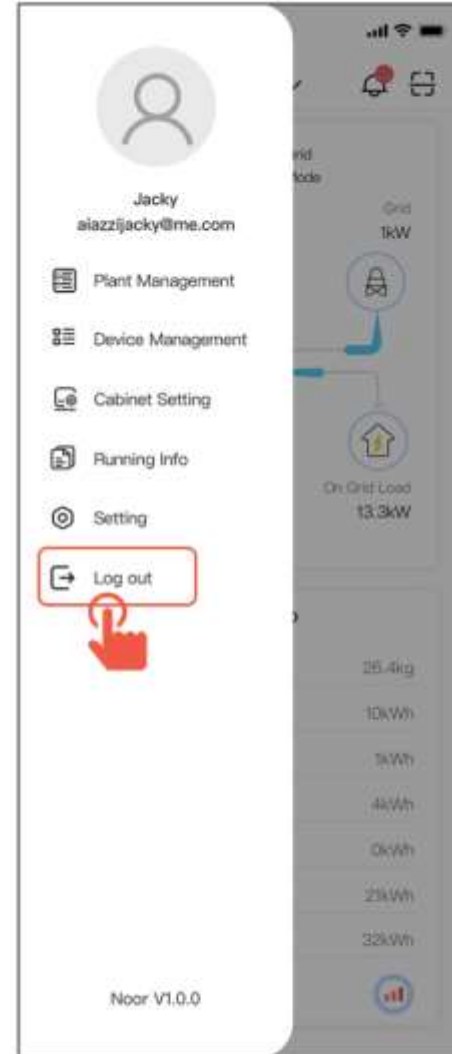 Jacky
aiazzijacky@me.com
Plant Management
Device Management
Cabinet Setting
Running Info
Setting
Log out
Noor V1.0.0
Grid
1kW
On Grid Load
13.3kW
26.4kg
10kWh
1kWh
4kWh
0kWh
21kWh
32kWh